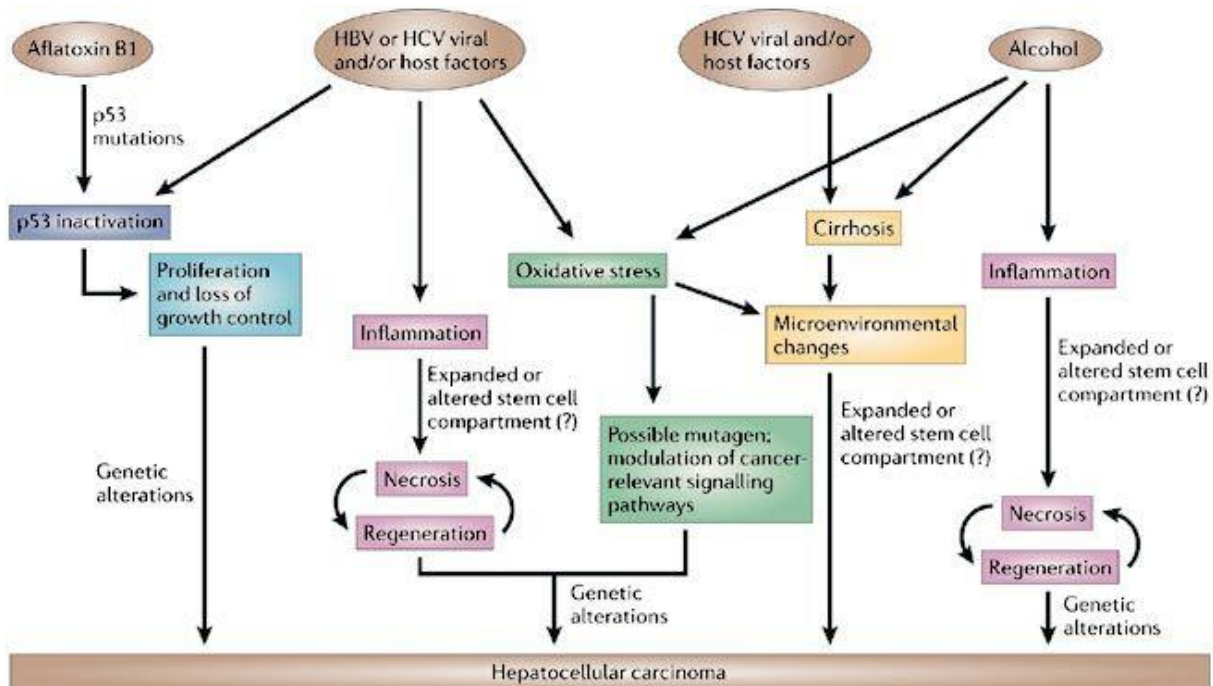 Aflatoxin B1
HBV or HCV viral
and/or host factors
HCV viral and/or
host factors
Alcohol
p53
mutations
p53 inactivation
Cirrhosis
Proliferation
and loss of
growth control
Oxidative stress
Inflammation
Inflammation
Microenvironmental
changes
Expanded or
altered stem cell
compartment (?)
Expanded or
altered stem cell
compartment (?)
Possible mutagen;
modulation of cancer-
relevant signalling
pathways
Expanded or
altered stem cell
compartment (?)
Genetic
alterations
Necrosis
Regeneration
Necrosis
Regeneration
Genetic
alterations
Genetic
alterations
Hepatocellular carcinoma